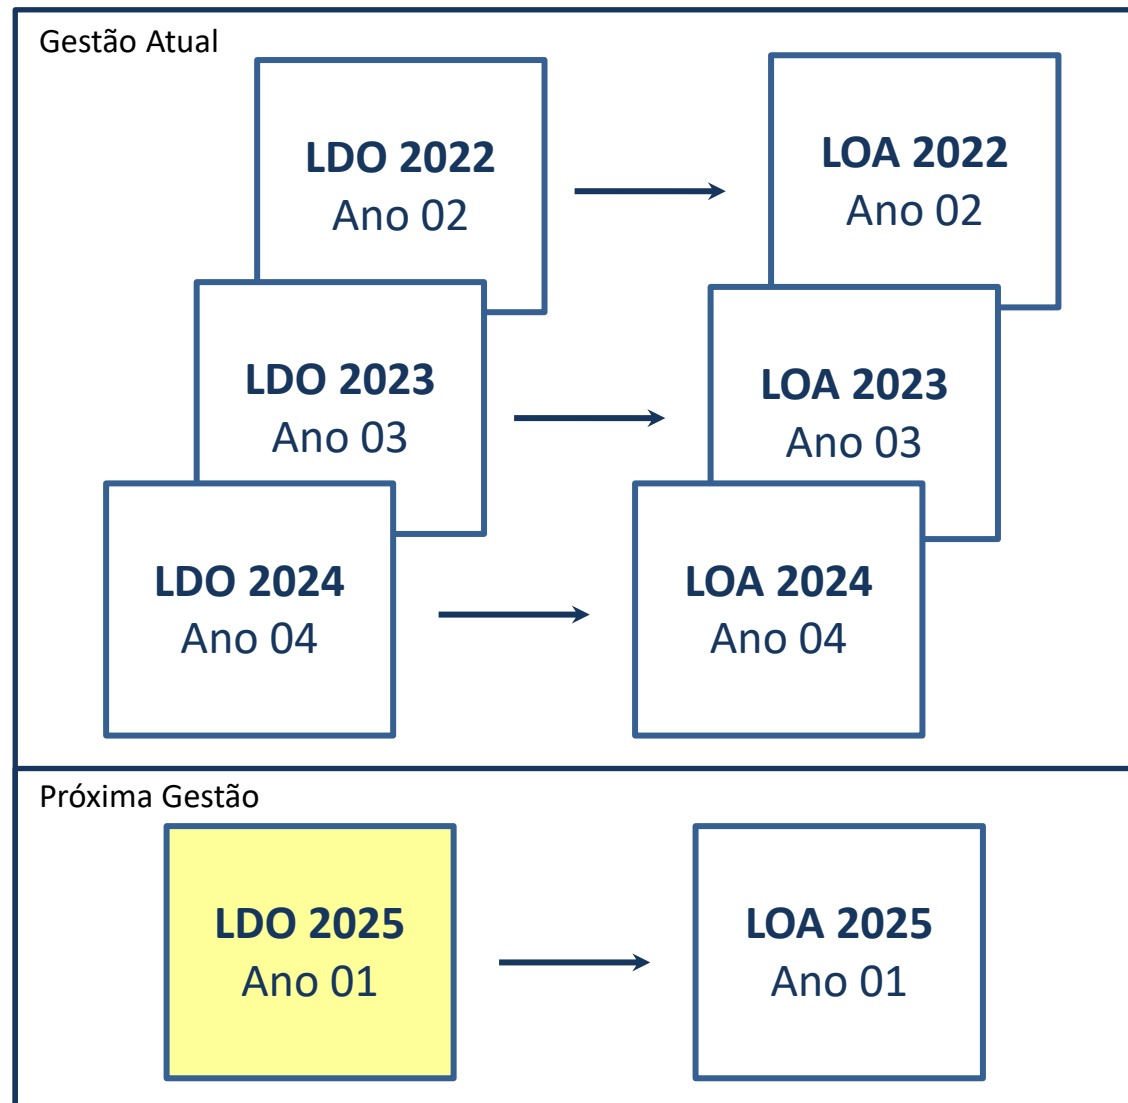 Gestão Atual
LDO 2022
Ano 02
LOA 2022
Ano 02
LDO 2023
Ano 03
LOA 2023
Ano 03
LDO 2024
Ano 04
LOA 2024
Ano 04
Próxima Gestão
LDO 2025
Ano 01
LOA 2025
Ano 01